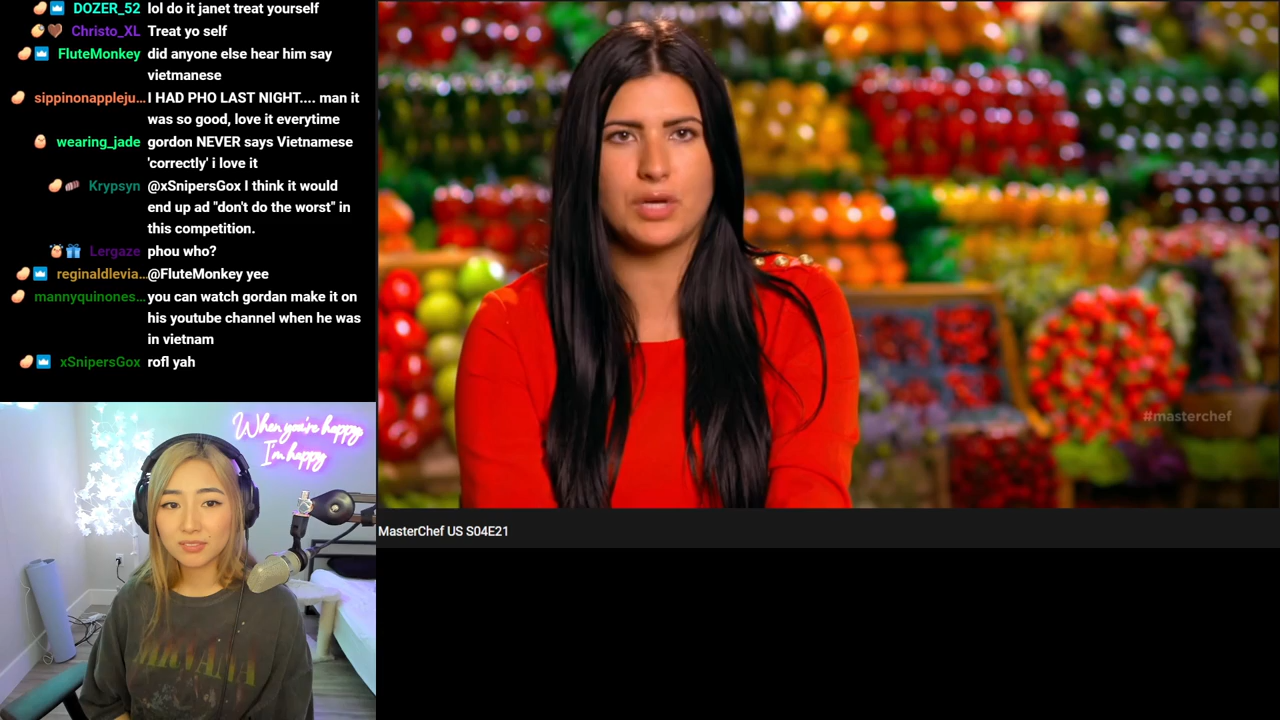 DOZER_52 lol do it janet treat yourself
Christo_XL Treat yo self
FluteMonkey did anyone else hear him say
vietmanese
sippinonappleju... I HAD PHO LAST NIGHT.... man it
was so good, love it everytime
wearing_jade gordon NEVER says Vietnamese
'correctly' i love it
Krypsyn @xSnipersGox I think it would
end up ad "don't do the worst" in
this competition.
Lergaze phou who?
reginaldlevia... @FluteMonkey yee
mannyquinones... you can watch gordan make it on
his youtube channel when he was
in vietnam
xSnipersGox rofl yah
When you're happy
I'm happy
NIRVANA
#masterchef
MasterChef US S04E21